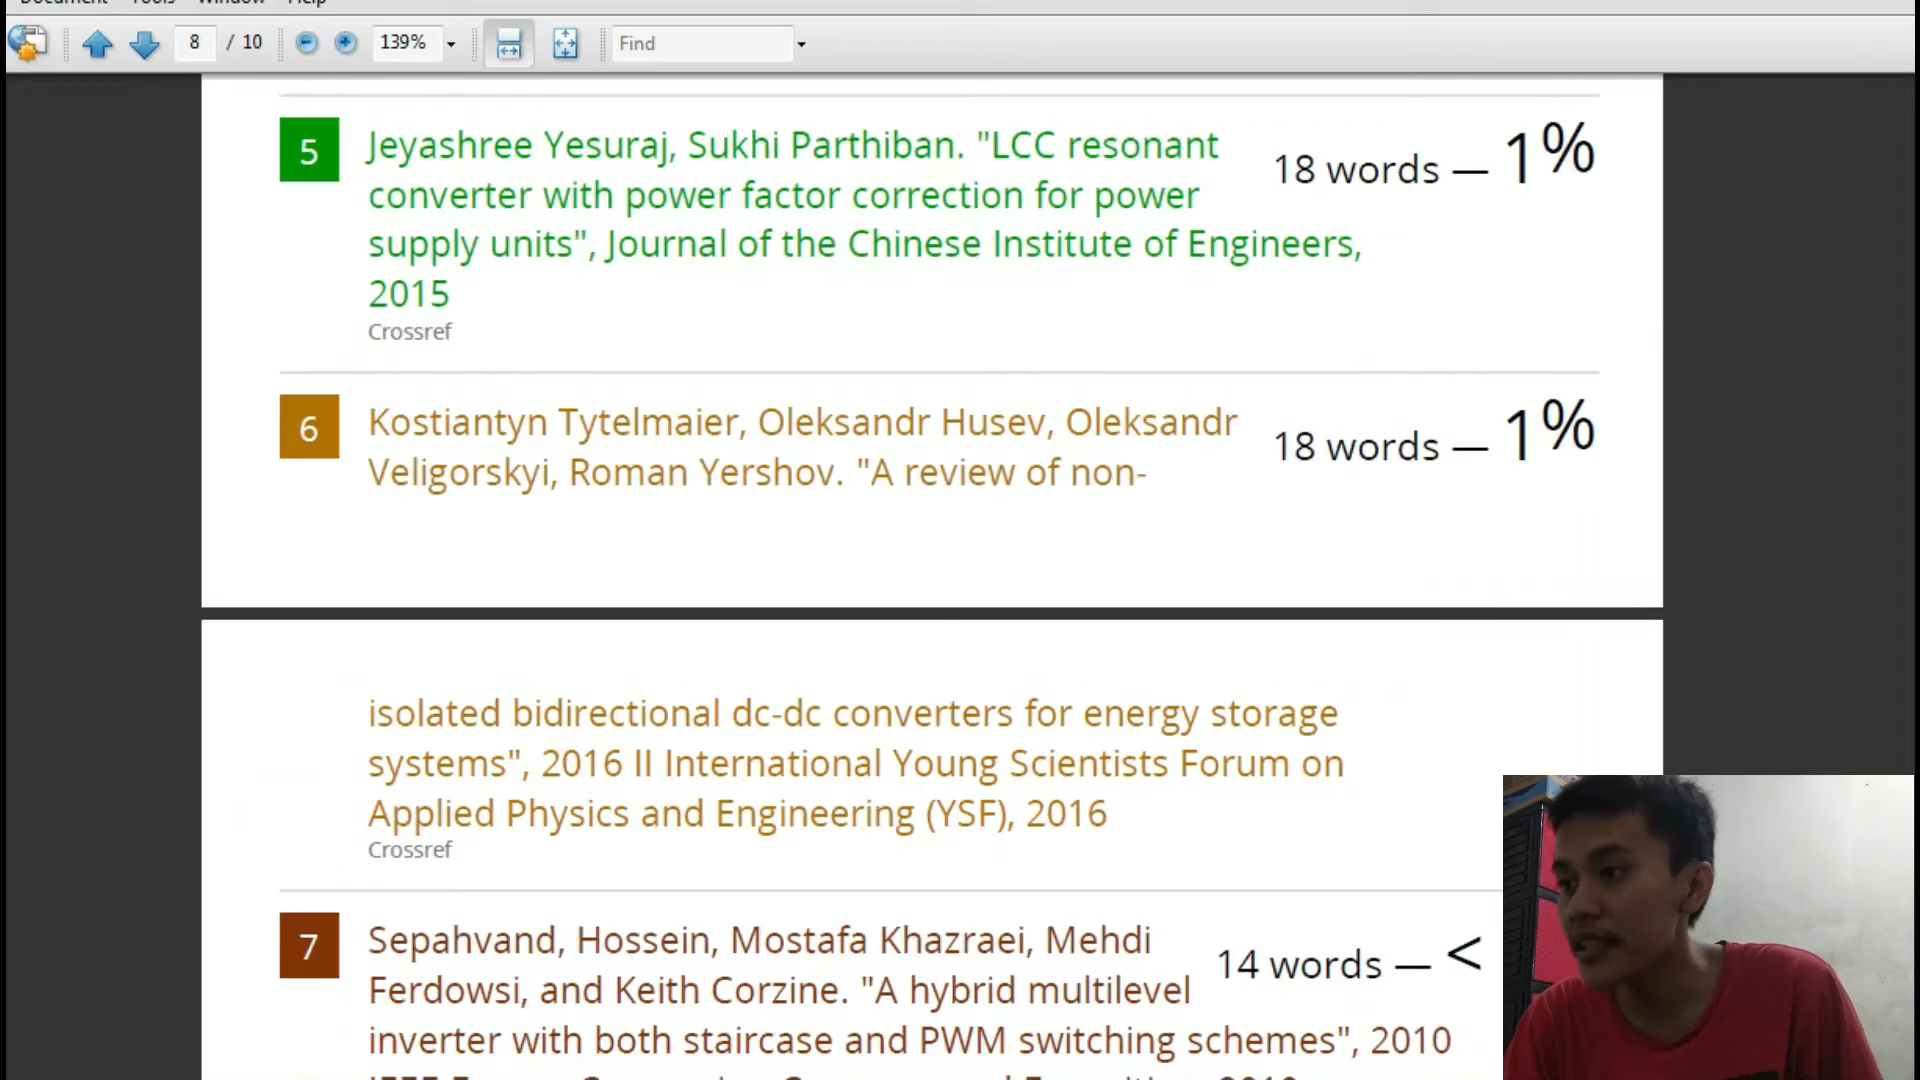 Document Tools Window Help
8 / 10 139% Find
5 Jeyashree Yesuraj, Sukhi Parthiban. "LCC resonant 18 words — 1%
converter with power factor correction for power
supply units", Journal of the Chinese Institute of Engineers,
2015
Crossref
6 Kostiantyn Tytelmaier, Oleksandr Husev, Oleksandr 18 words — 1%
Veligorskyi, Roman Yershov. "A review of non-
isolated bidirectional dc-dc converters for energy storage
systems", 2016 II International Young Scientists Forum on
Applied Physics and Engineering (YSF), 2016
Crossref
7 Sepahvand, Hossein, Mostafa Khazraei, Mehdi 14 words — <
Ferdowsi, and Keith Corzine. "A hybrid multilevel
inverter with both staircase and PWM switching schemes", 2010